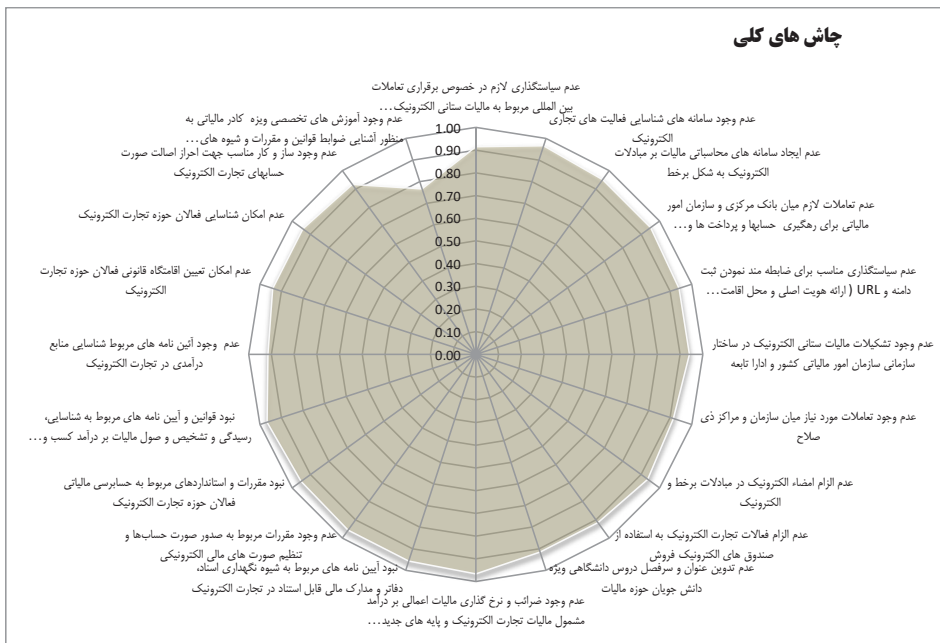 چاش های کلی
عدم سیاستگذاری لازم در خصوص برقراری تعاملات
بین المللی مربوط به مالیات ستانی الکترونیک...
عدم وجود سامانه های شناسایی فعالیت های تجاری
الکترونیک
عدم ایجاد سامانه های محاسباتی مالیات بر مبادلات
الکترونیک به شکل برخط
عدم تعاملات لازم میان بانک مرکزی و سازمان امور
مالیاتی برای رهگیری حسابها و پرداخت ها و...
عدم سیاستگذاری مناسب برای ضابطه مند نمودن ثبت
دامنه و URL ( ارائه هویت اصلی و محل اقامت...
عدم وجود تشکیلات مالیات ستانی الکترونیک در ساختار
سازمانی سازمان امور مالیاتی کشور و ادارا تابعه
عدم وجود تعاملات مورد نیاز میان سازمان و مراکز ذی
صلاح
عدم الزام امضاء الکترونیک در مبادلات برخط و
الکترونیک
عدم الزام فعالات تجارت الکترونیک به استفاده از
صندوق های الکترونیک فروش
عدم تدوین عنوان و سرفصل دروس دانشگاهی ویژه
دانش جویان حوزه مالیات
عدم وجود ضرائب و نرخ گذاری مالیات اعمالی بر درآمد
مشمول مالیات تجارت الکترونیک و پایه های جدید...
نبود آیین نامه های مربوط به شیوه نگهداری اسناد،
دفاتر و مدارک مالی قابل استناد در تجارت الکترونیک
عدم وجود مقررات مربوط به صدور صورت حساب‌ها و
تنظیم صورت های مالی الکترونیکی
نبود مقررات و استانداردهای مربوط به حسابرسی مالیاتی
فعالان حوزه تجارت الکترونیک
نبود قوانین و آیین نامه های مربوط به شناسایی،
رسیدگی و تشخیص و صول مالیات بر درآمد کسب و...
عدم وجود آئین نامه های مربوط شناسایی منابع
درآمدی در تجارت الکترونیک
عدم امکان تعیین اقامتگاه قانونی فعالان حوزه تجارت
الکترونیک
عدم امکان شناسایی فعالان حوزه تجارت الکترونیک
عدم وجود ساز و کار مناسب جهت احراز اصالت صورت
حسابهای تجارت الکترونیک
عدم وجود آموزش های تخصصی ویژه کادر مالیاتی به
منظور آشنایی ضوابط قوانین و مقررات و شیوه های...
1.00
0.90
0.80
0.70
0.60
0.50
0.40
0.30
0.20
0.10
0.00